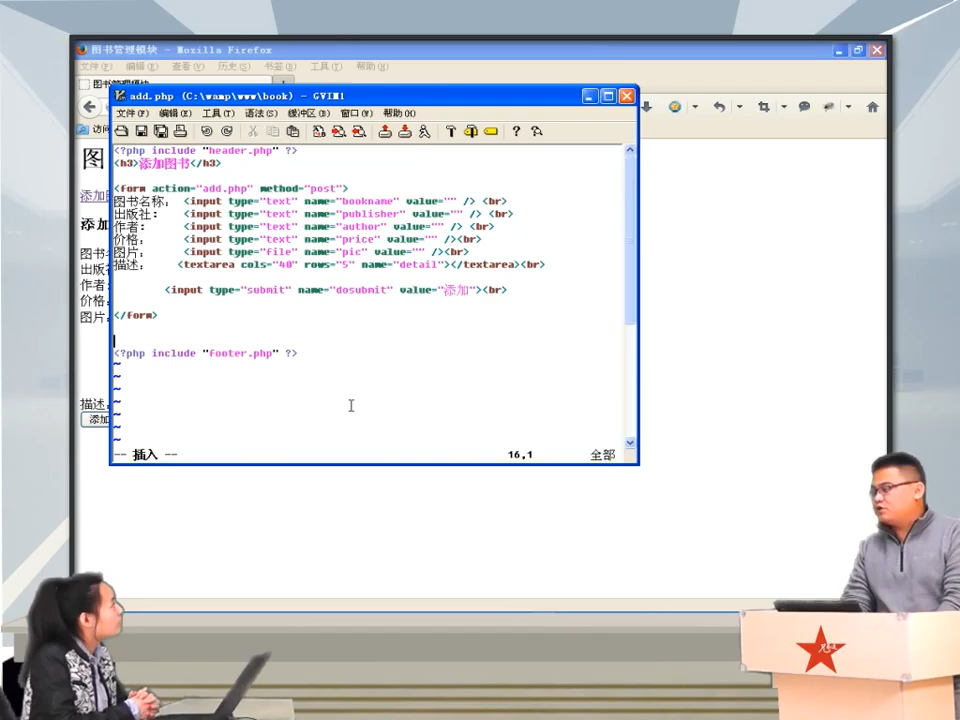 图书管理模块 - Mozilla Firefox
文件(F) 编辑(E) 查看(V) 历史(S) 书签(B) 工具(T) 帮助(H)
图书管理模块
add.php (C:\wamp\www\book) - GVIM1
文件(F) 编辑(E) 工具(T) 语法(S) 缓冲区(B) 窗口(W) 帮助(H)
访问
图
添加
添加
图书名
出版社
作者:
价格:
图片:
描述:
添加
<?php include "header.php" ?>
<h3>添加图书</h3>
<form action="add.php" method="post">
图书名称: <input type="text" name="bookname" value="" /> <br>
出版社: <input type="text" name="publisher" value="" /> <br>
作者: <input type="text" name="author" value="" /> <br>
价格: <input type="text" name="price" value="" /><br>
图片: <input type="file" name="pic" value="" /><br>
描述: <textarea cols="40" rows="5" name="detail"></textarea><br>
<input type="submit" name="dosubmit" value="添加"><br>
</form>
<?php include "footer.php" ?>
~
~
~
~
~
~
~
-- 插入 --
16,1
全部